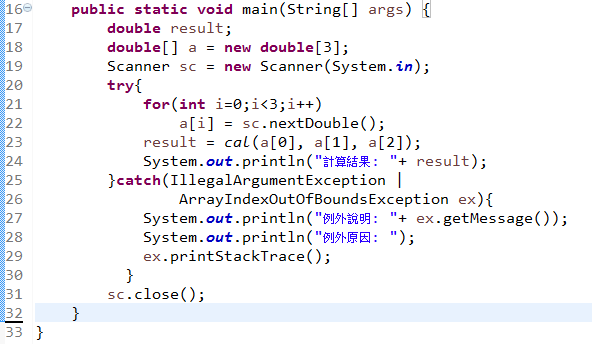 16 public static void main(String[] args) {
17 double result;
18 double[] a = new double[3];
19 Scanner sc = new Scanner(System.in);
20 try{
21 for(int i=0;i<3;i++)
22 a[i] = sc.nextDouble();
23 result = cal(a[0], a[1], a[2]);
24 System.out.println("計算結果: "+ result);
25 }catch(IllegalArgumentException |
26 ArrayIndexOutOfBoundsException ex){
27 System.out.println("例外說明: "+ ex.getMessage());
28 System.out.println("例外原因: ");
29 ex.printStackTrace();
30 }
31 sc.close();
32 }
33 }